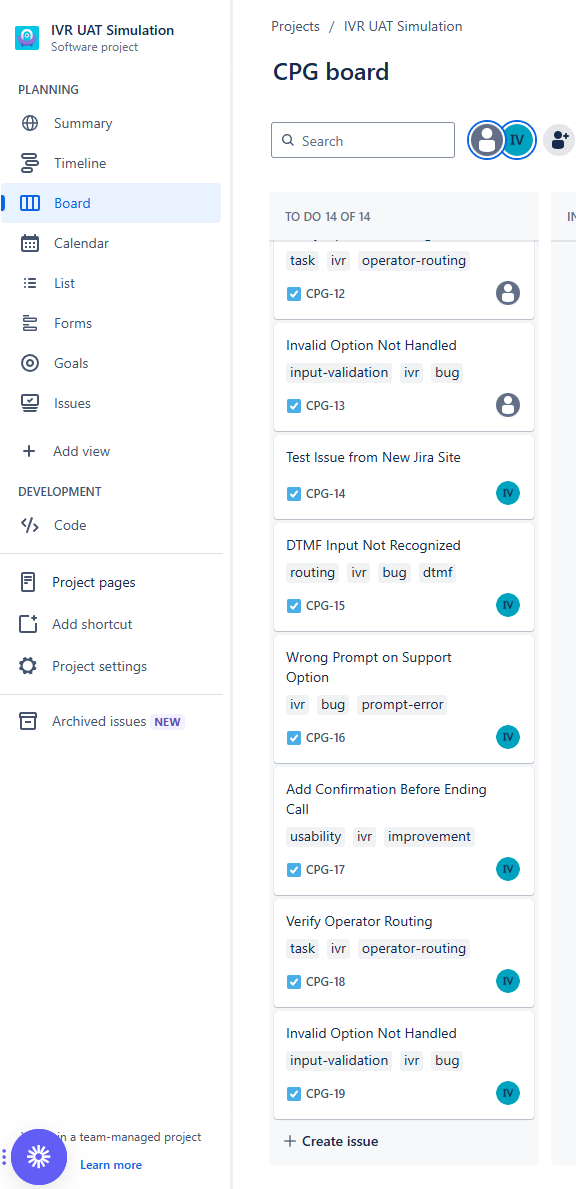 IVR UAT Simulation
Software project
PLANNING
Summary
Timeline
Board
Calendar
List
Forms
Goals
Issues
Add view
DEVELOPMENT
Code
Project pages
Add shortcut
Project settings
Archived issues NEW
in a team-managed project
Learn more
Projects / IVR UAT Simulation
CPG board
Search
IV
TO DO 14 OF 14
task ivr operator-routing
CPG-12
Invalid Option Not Handled
input-validation ivr bug
CPG-13
Test Issue from New Jira Site
CPG-14 IV
DTMF Input Not Recognized
routing ivr bug dtmf
CPG-15 IV
Wrong Prompt on Support
Option
ivr bug prompt-error
CPG-16 IV
Add Confirmation Before Ending
Call
usability ivr improvement
CPG-17 IV
Verify Operator Routing
task ivr operator-routing
CPG-18 IV
Invalid Option Not Handled
input-validation ivr bug
CPG-19 IV
Create issue